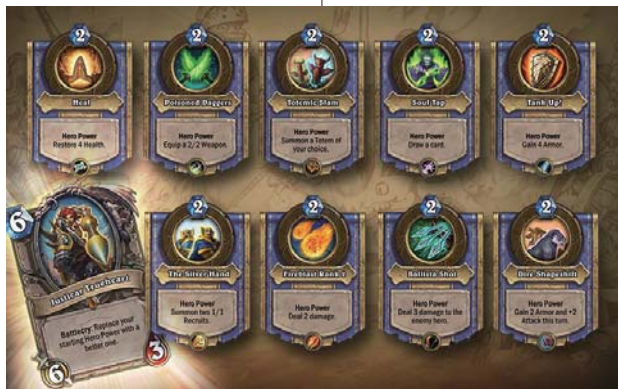 2
Heal
Hero Power
Restore 4 Health.
2
Poisoned Daggers
Hero Power
Equip a 2/2 Weapon.
2
Totemic Slam
Hero Power
Summon a Totem of
your choice.
2
Soul Tap
Hero Power
Draw a card.
2
Tank Up!
Hero Power
Gain 4 Armor.
6
Justicar Trueheart
Battlecry: Replace your
starting Hero Power with a
better one.
6
3
2
The Silver Hand
Hero Power
Summon two 1/1
Recruits.
2
Fireblast Rank 2
Hero Power
Deal 2 damage.
2
Ballista Shot
Hero Power
Deal 3 damage to the
enemy hero.
2
Dire Shapeshift
Hero Power
Gain 2 Armor and +2
Attack this turn.